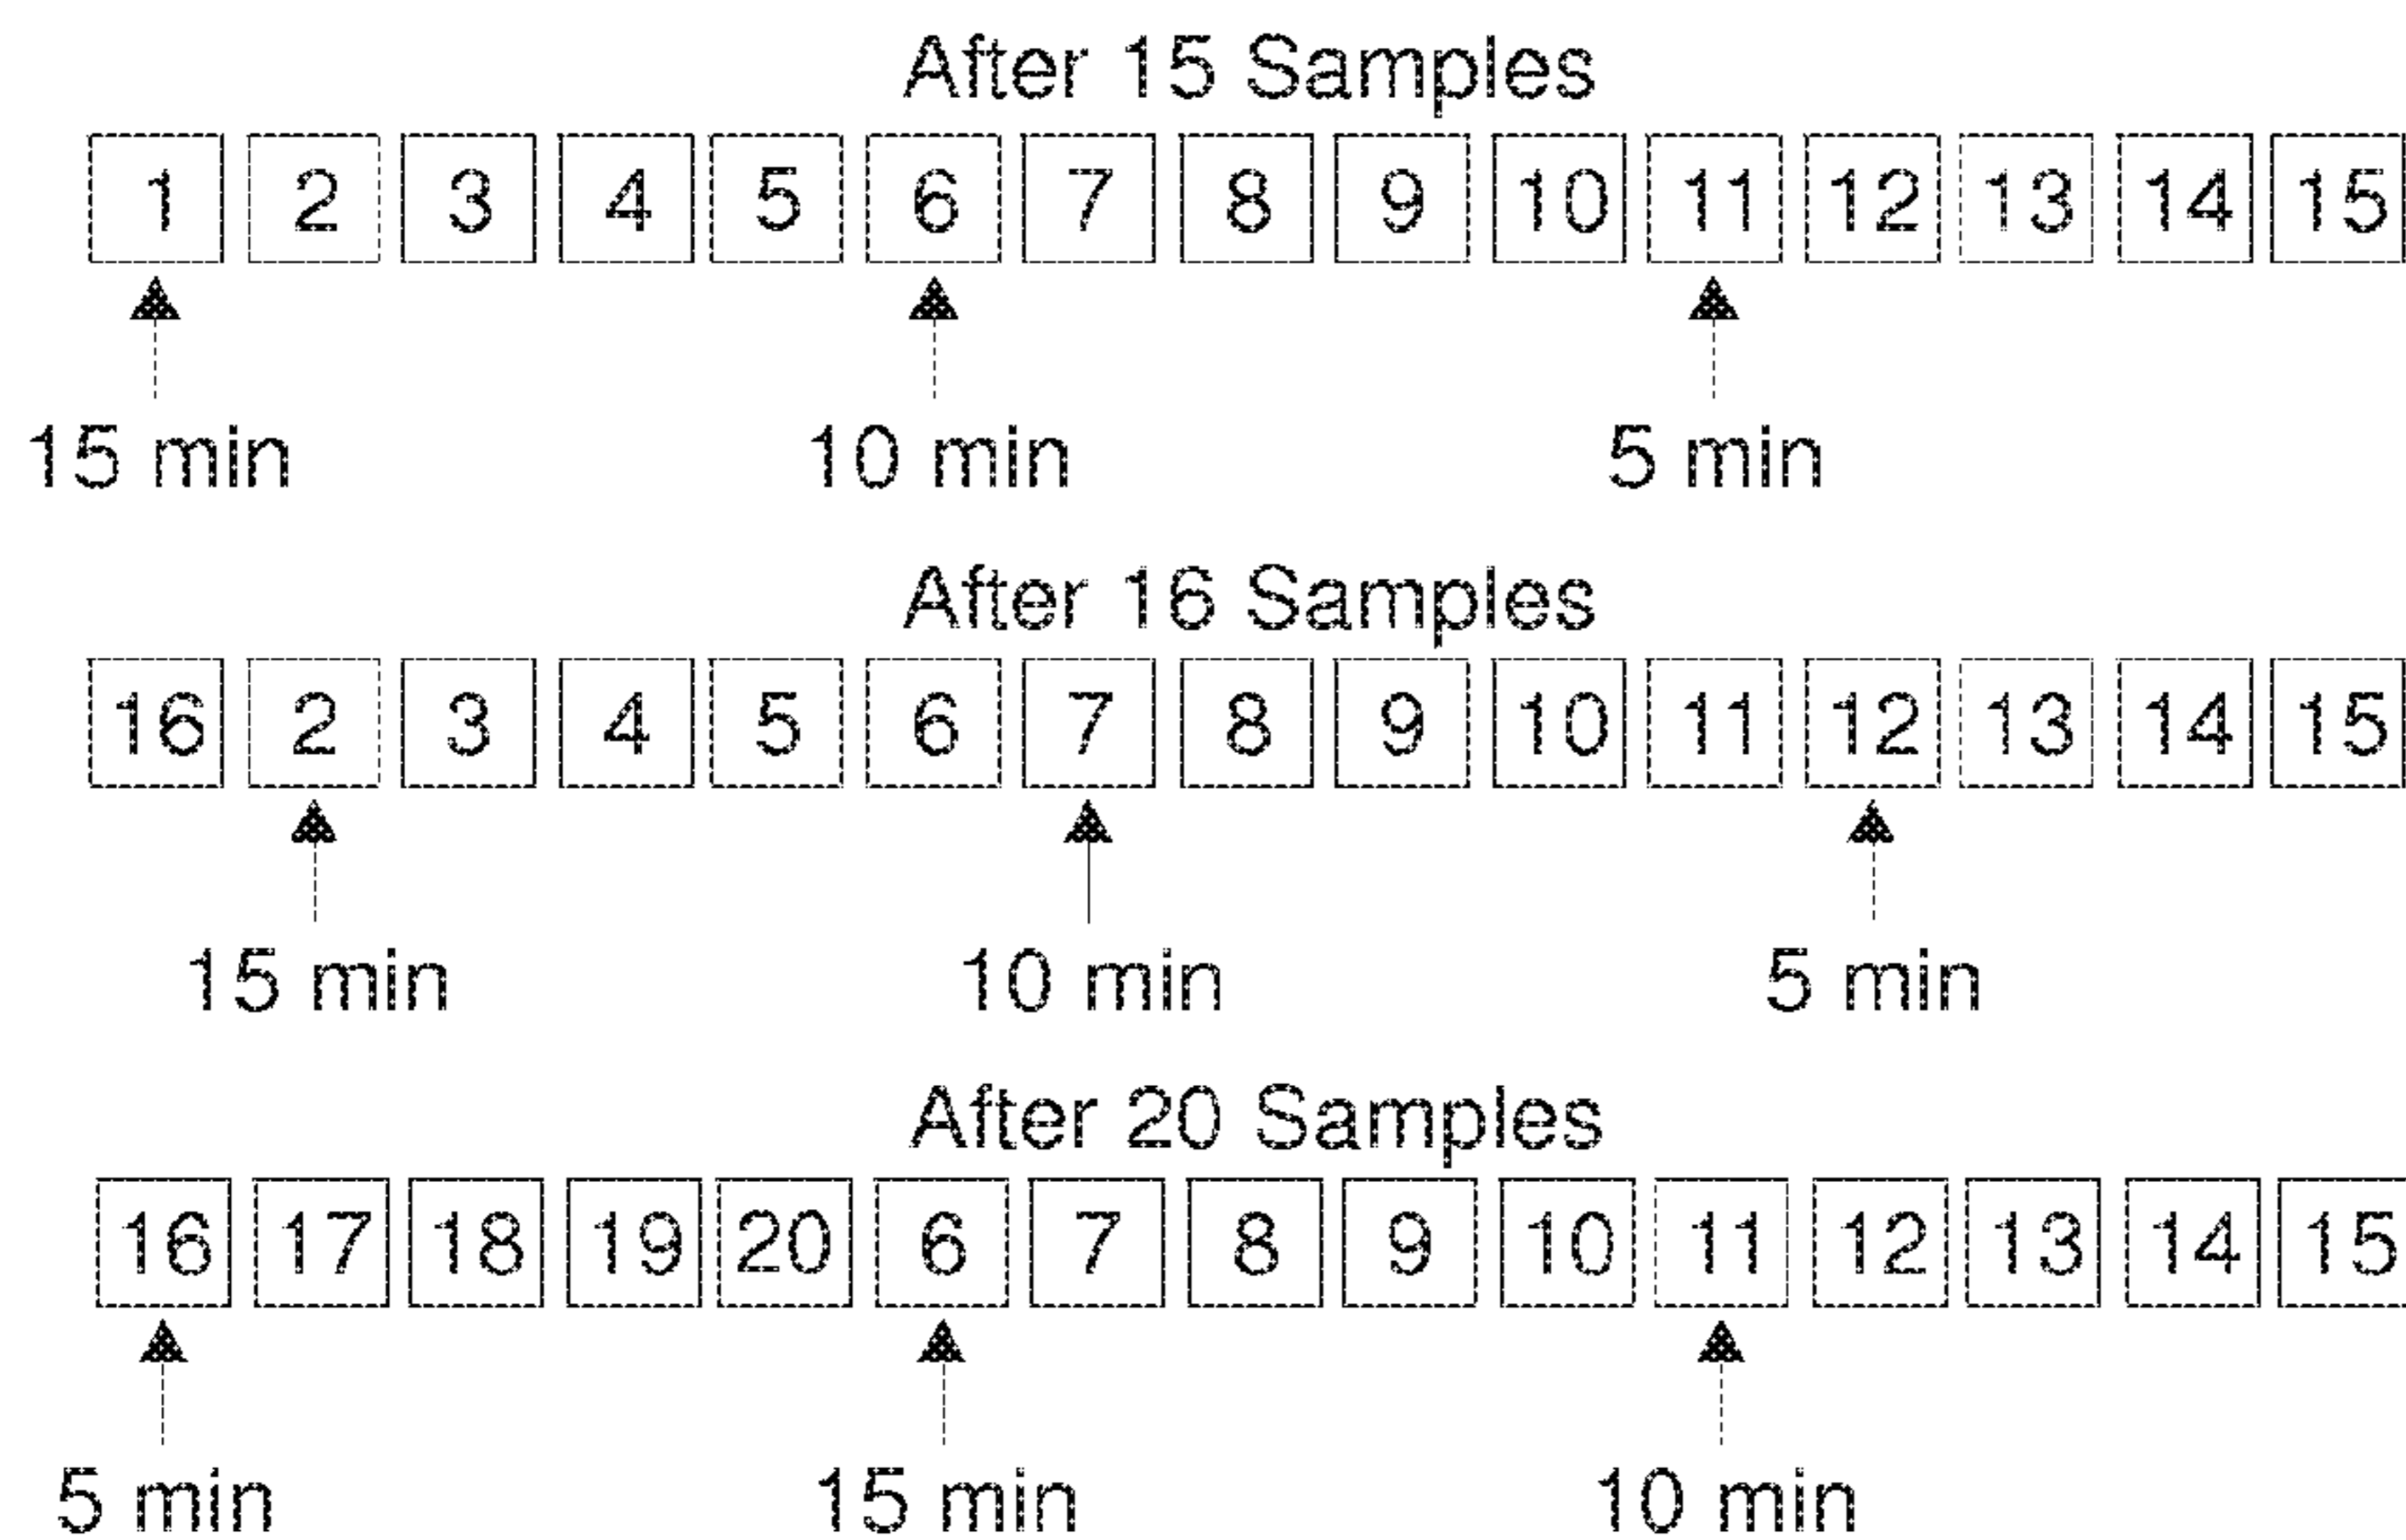 After 15 Samples
1 2 3 4 5 6 7 8 9 10 11 12 13 14 15
15 min 10 min 5 min
After 16 Samples
16 2 3 4 5 6 7 8 9 10 11 12 13 14 15
15 min 10 min 5 min
After 20 Samples
16 17 18 19 20 6 7 8 9 10 11 12 13 14 15
5 min 15 min 10 min